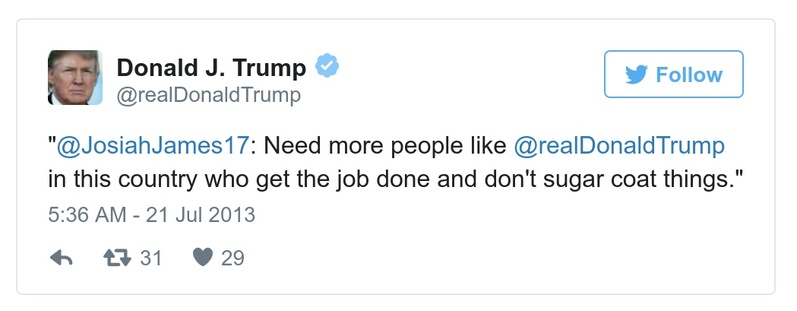 Donald J. Trump
@realDonaldTrump
Follow
"@JosiahJames17: Need more people like @realDonaldTrump
in this country who get the job done and don't sugar coat things."
5:36 AM - 21 Jul 2013
31 29